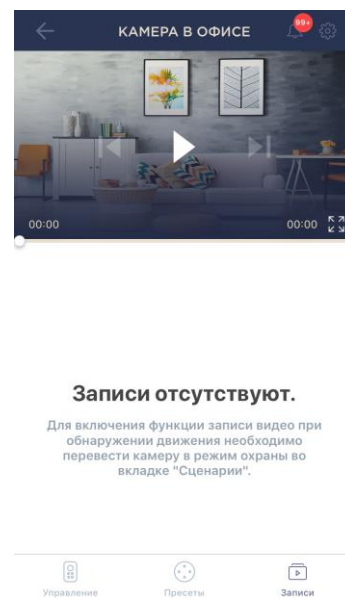 КАМЕРА В ОФИСЕ
99+
00:00
00:00
Записи отсутствуют.
Для включения функции записи видео при
обнаружении движения необходимо
перевести камеру в режим охраны во
вкладке "Сценарии".
Управление
Пресеты
Записи